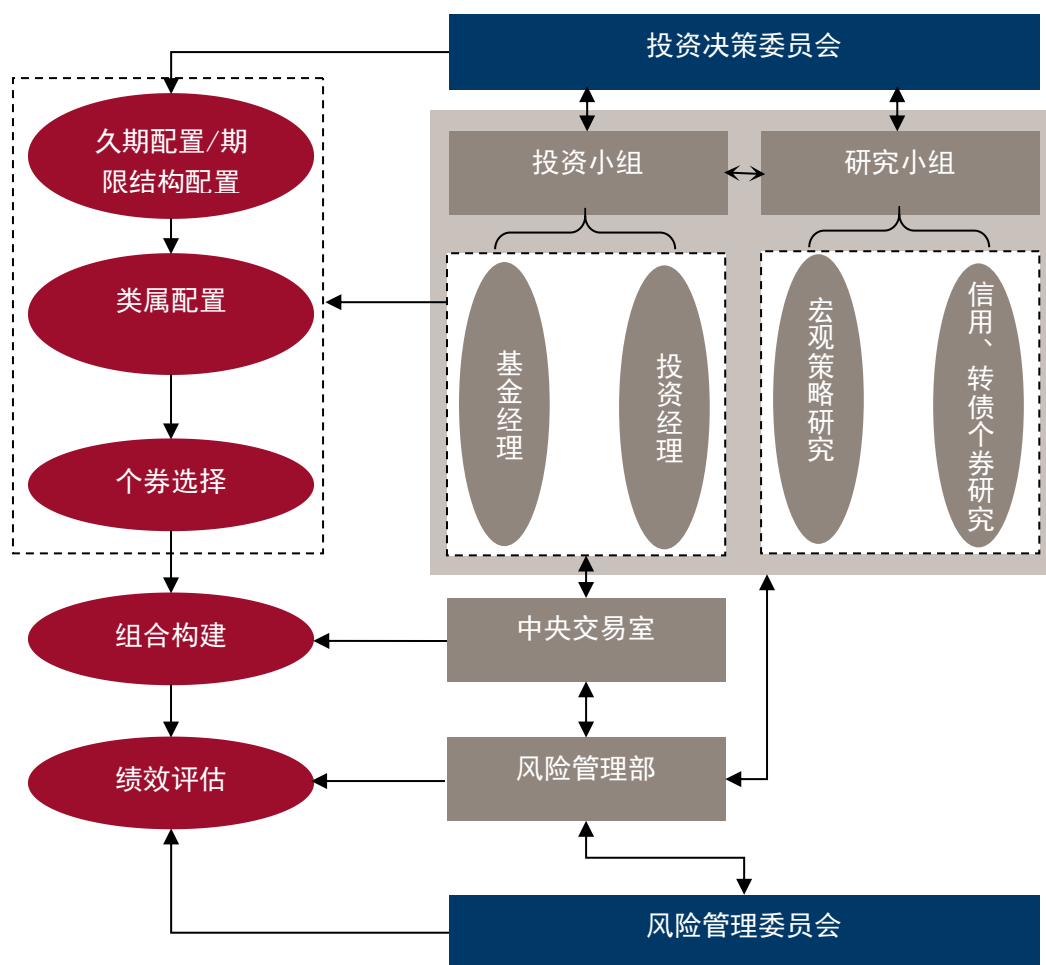 投资决策委员会
久期配置/期
限结构配置
投资小组
研究小组
类属配置
基金经理
投资经理
宏观策略研究
信用、转债个券研究
个券选择
组合构建
中央交易室
绩效评估
风险管理部
风险管理委员会